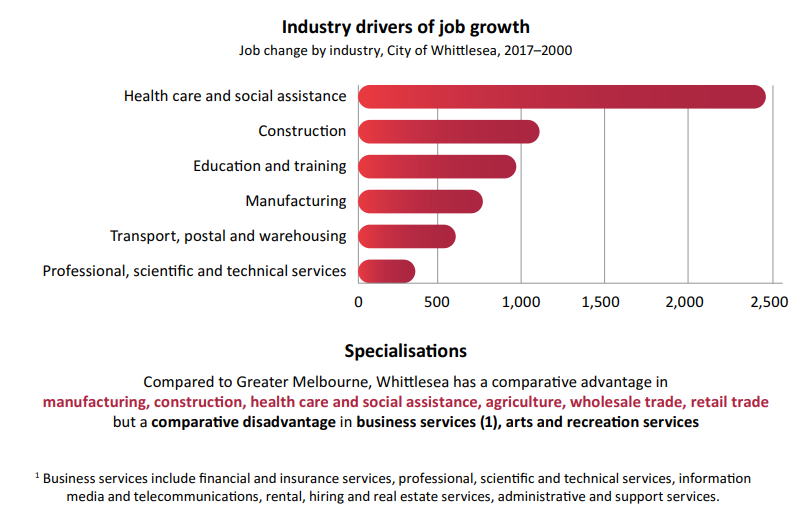 Industry drivers of job growth
Job change by industry, City of Whittlesea, 2017–2000
Health care and social assistance
Construction
Education and training
Manufacturing
Transport, postal and warehousing
Professional, scientific and technical services
0 500 1,000 1,500 2,000 2,500
Specialisations
Compared to Greater Melbourne, Whittlesea has a comparative advantage in
manufacturing, construction, health care and social assistance, agriculture, wholesale trade, retail trade
but a comparative disadvantage in business services (1), arts and recreation services
1 Business services include financial and insurance services, professional, scientific and technical services, information
media and telecommunications, rental, hiring and real estate services, administrative and support services.